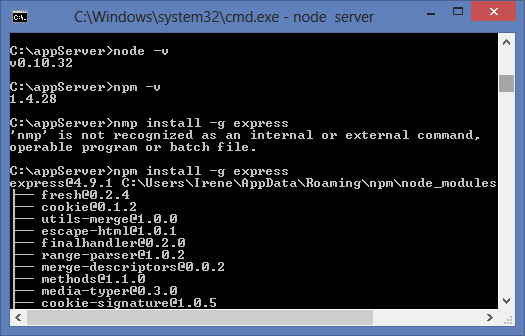 C:\Windows\system32\cmd.exe - node server
C:\appServer>node -v
v0.10.32
C:\appServer>npm -v
1.4.28
C:\appServer>nmp install -g express
'nmp' is not recognized as an internal or external command,
operable program or batch file.
C:\appServer>npm install -g express
express@4.9.1 C:\Users\Irene\AppData\Roaming\npm\node_modules
├── fresh@0.2.4
├── cookie@0.1.2
├── utils-merge@1.0.0
├── escape-html@1.0.1
├── finalhandler@0.2.0
├── range-parser@1.0.2
├── merge-descriptors@0.0.2
├── methods@1.1.0
├── media-typer@0.3.0
├── cookie-signature@1.0.5